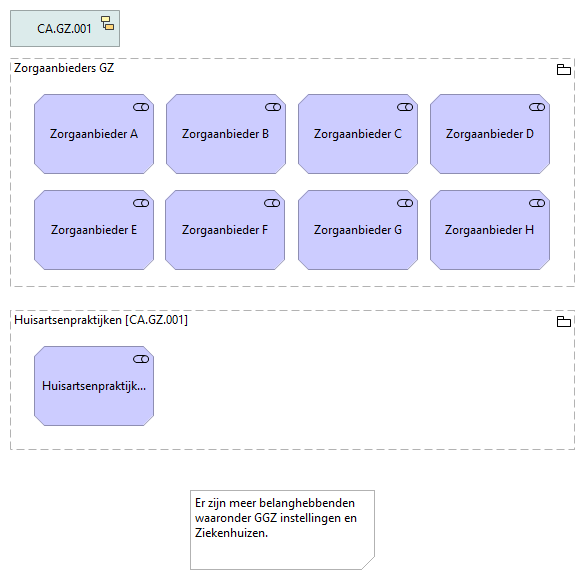 CA.GZ.001
Zorgaanbieders GZ
Zorgaanbieder A
Zorgaanbieder B
Zorgaanbieder C
Zorgaanbieder D
Zorgaanbieder E
Zorgaanbieder F
Zorgaanbieder G
Zorgaanbieder H
Huisartsenpraktijken [CA.GZ.001]
Huisartsenpraktijk...
Er zijn meer belanghebbenden
waaronder GGZ instellingen en
Ziekenhuizen.